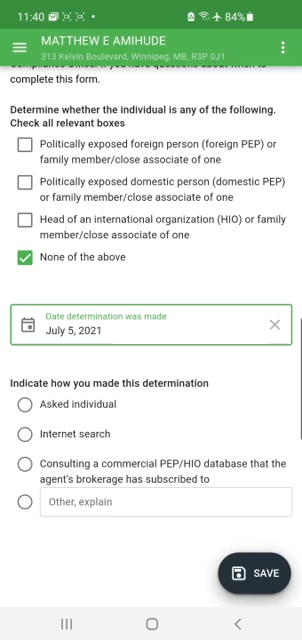 11:40
84%
MATTHEW E AMIHUDE
313 Kelvin Boulevard, Winnipeg, MB, R3P 0J1
complete this form.
Determine whether the individual is any of the following.
Check all relevant boxes
Politically exposed foreign person (foreign PEP) or
family member/close associate of one
Politically exposed domestic person (domestic PEP)
or family member/close associate of one
Head of an international organization (HIO) or family
member/close associate of one
None of the above
Date determination was made
July 5, 2021
Indicate how you made this determination
Asked individual
Internet search
Consulting a commercial PEP/HIO database that the
agent's brokerage has subscribed to
Other, explain
SAVE